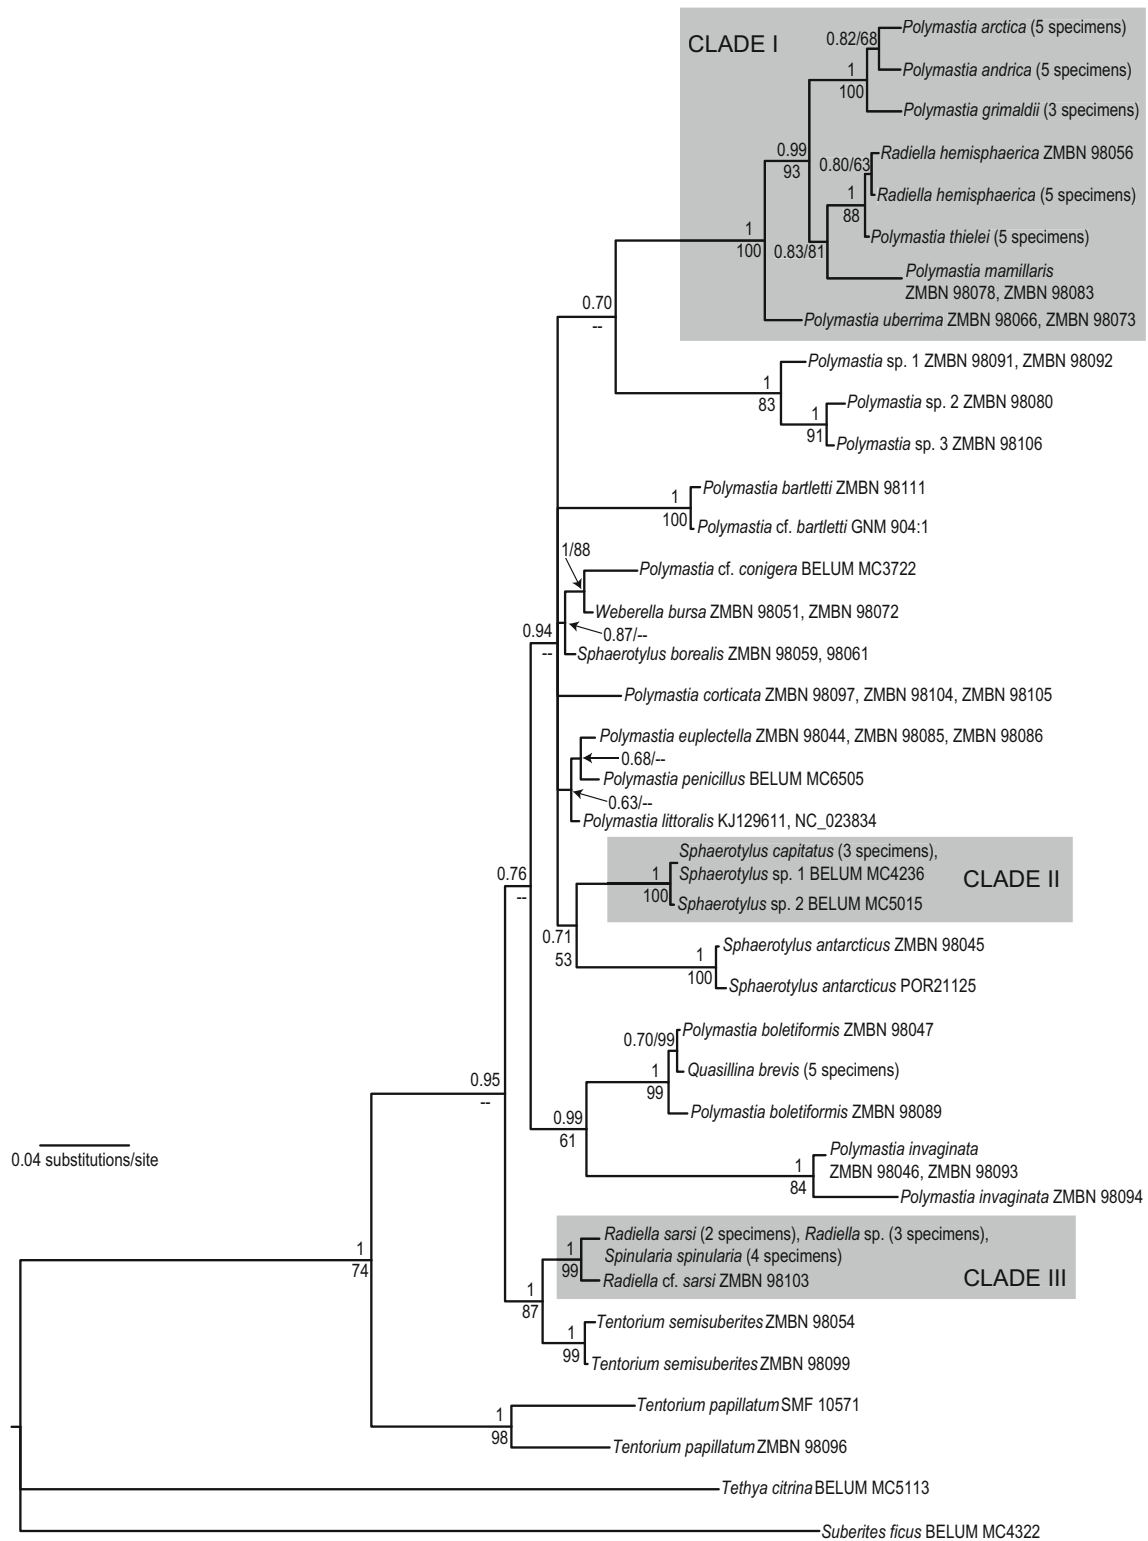 CLADE I
0.82/68
Polymastia arctica (5 specimens)
Polymastia andrica (5 specimens)
1
100
Polymastia grimaldii (3 specimens)
0.99
93
0.80/63
Radiella hemisphaerica ZMBN 98056
Radiella hemisphaerica (5 specimens)
1
88
Polymastia thielei (5 specimens)
1
100
0.83/81
Polymastia mamillaris
ZMBN 98078, ZMBN 98083
Polymastia uberrima ZMBN 98066, ZMBN 98073
0.70
--
Polymastia sp. 1 ZMBN 98091, ZMBN 98092
1
83
Polymastia sp. 2 ZMBN 98080
1
91
Polymastia sp. 3 ZMBN 98106
Polymastia bartletti ZMBN 98111
1
100
Polymastia cf. bartletti GNM 904:1
1/88
Polymastia cf. conigera BELUM MC3722
Weberella bursa ZMBN 98051, ZMBN 98072
0.87/--
0.94
--
Sphaerotylus borealis ZMBN 98059, 98061
Polymastia corticata ZMBN 98097, ZMBN 98104, ZMBN 98105
Polymastia euplectella ZMBN 98044, ZMBN 98085, ZMBN 98086
0.68/--
Polymastia penicillus BELUM MC6505
0.63/--
Polymastia littoralis KJ129611, NC_023834
Sphaerotylus capitatus (3 specimens),
Sphaerotylus sp. 1 BELUM MC4236
1
100
CLADE II
Sphaerotylus sp. 2 BELUM MC5015
0.76
--
0.71
53
Sphaerotylus antarcticus ZMBN 98045
1
100
Sphaerotylus antarcticus POR21125
Polymastia boletiformis ZMBN 98047
0.70/99
Quasillina brevis (5 specimens)
1
99
Polymastia boletiformis ZMBN 98089
0.95
--
0.99
61
Polymastia invaginata
ZMBN 98046, ZMBN 98093
1
84
Polymastia invaginata ZMBN 98094
0.04 substitutions/site
Radiella sarsi (2 specimens), Radiella sp. (3 specimens),
Spinularia spinularia (4 specimens)
1
99
Radiella cf. sarsi ZMBN 98103
CLADE III
1
74
1
87
Tentorium semisuberites ZMBN 98054
1
99
Tentorium semisuberites ZMBN 98099
Tentorium papillatum SMF 10571
1
98
Tentorium papillatum ZMBN 98096
Tethya citrina BELUM MC5113
Suberites ficus BELUM MC4322